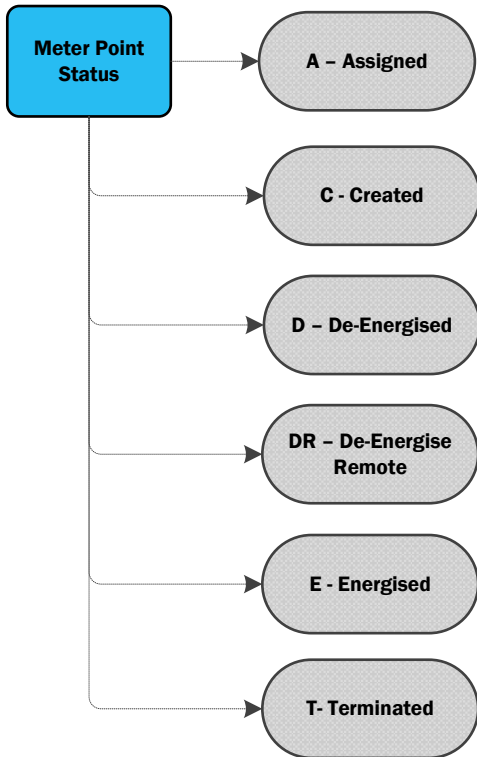 Meter Point
Status
A – Assigned
C - Created
D – De-Energised
DR – De-Energise
Remote
E - Energised
T- Terminated